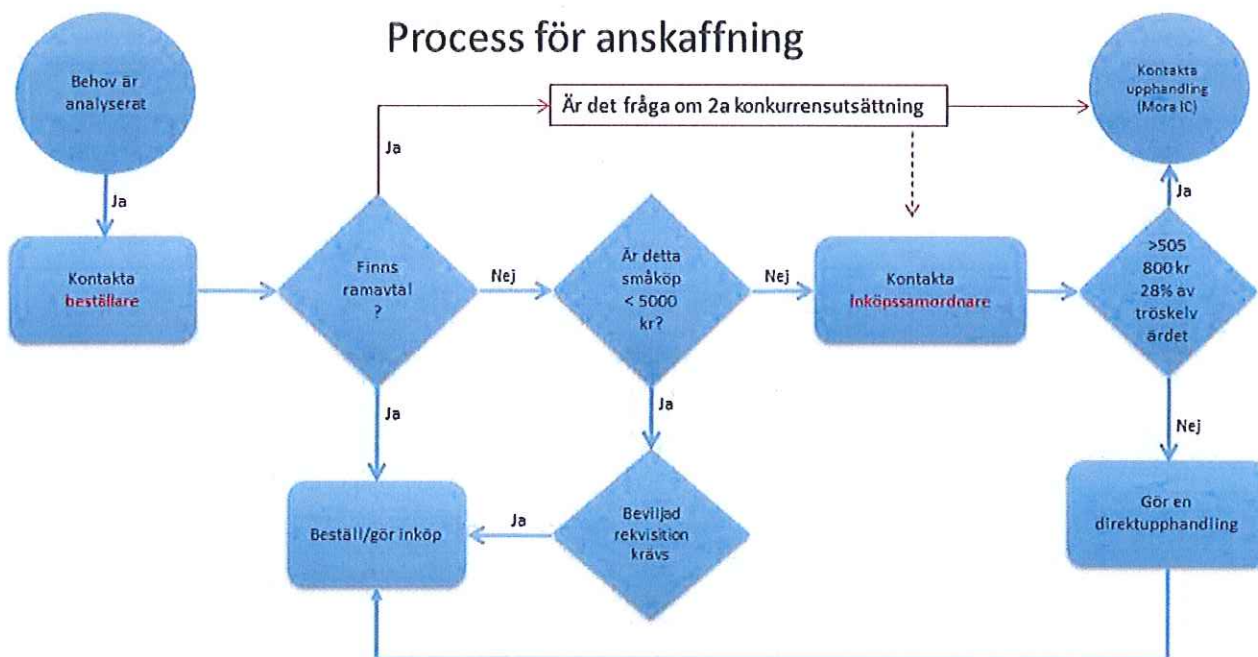 Process för anskaffning
Behov är
analyserat
Ja
Kontakta
beställare
Finns
ramavtal
?
Ja
Är det fråga om 2a konkurrensutsättning
Nej
Är detta
småköp
< 5000
kr?
Nej
Kontakta
Inköpssamordnare
>505
800 kr
28% av
tröskelv
ärdet
Ja
Kontakta
upphandling
(Mora IC)
Ja
Ja
Nej
Beställ/gör inköp
Ja
Beviljad
rekvisition
krävs
Gör en
direktupphandling